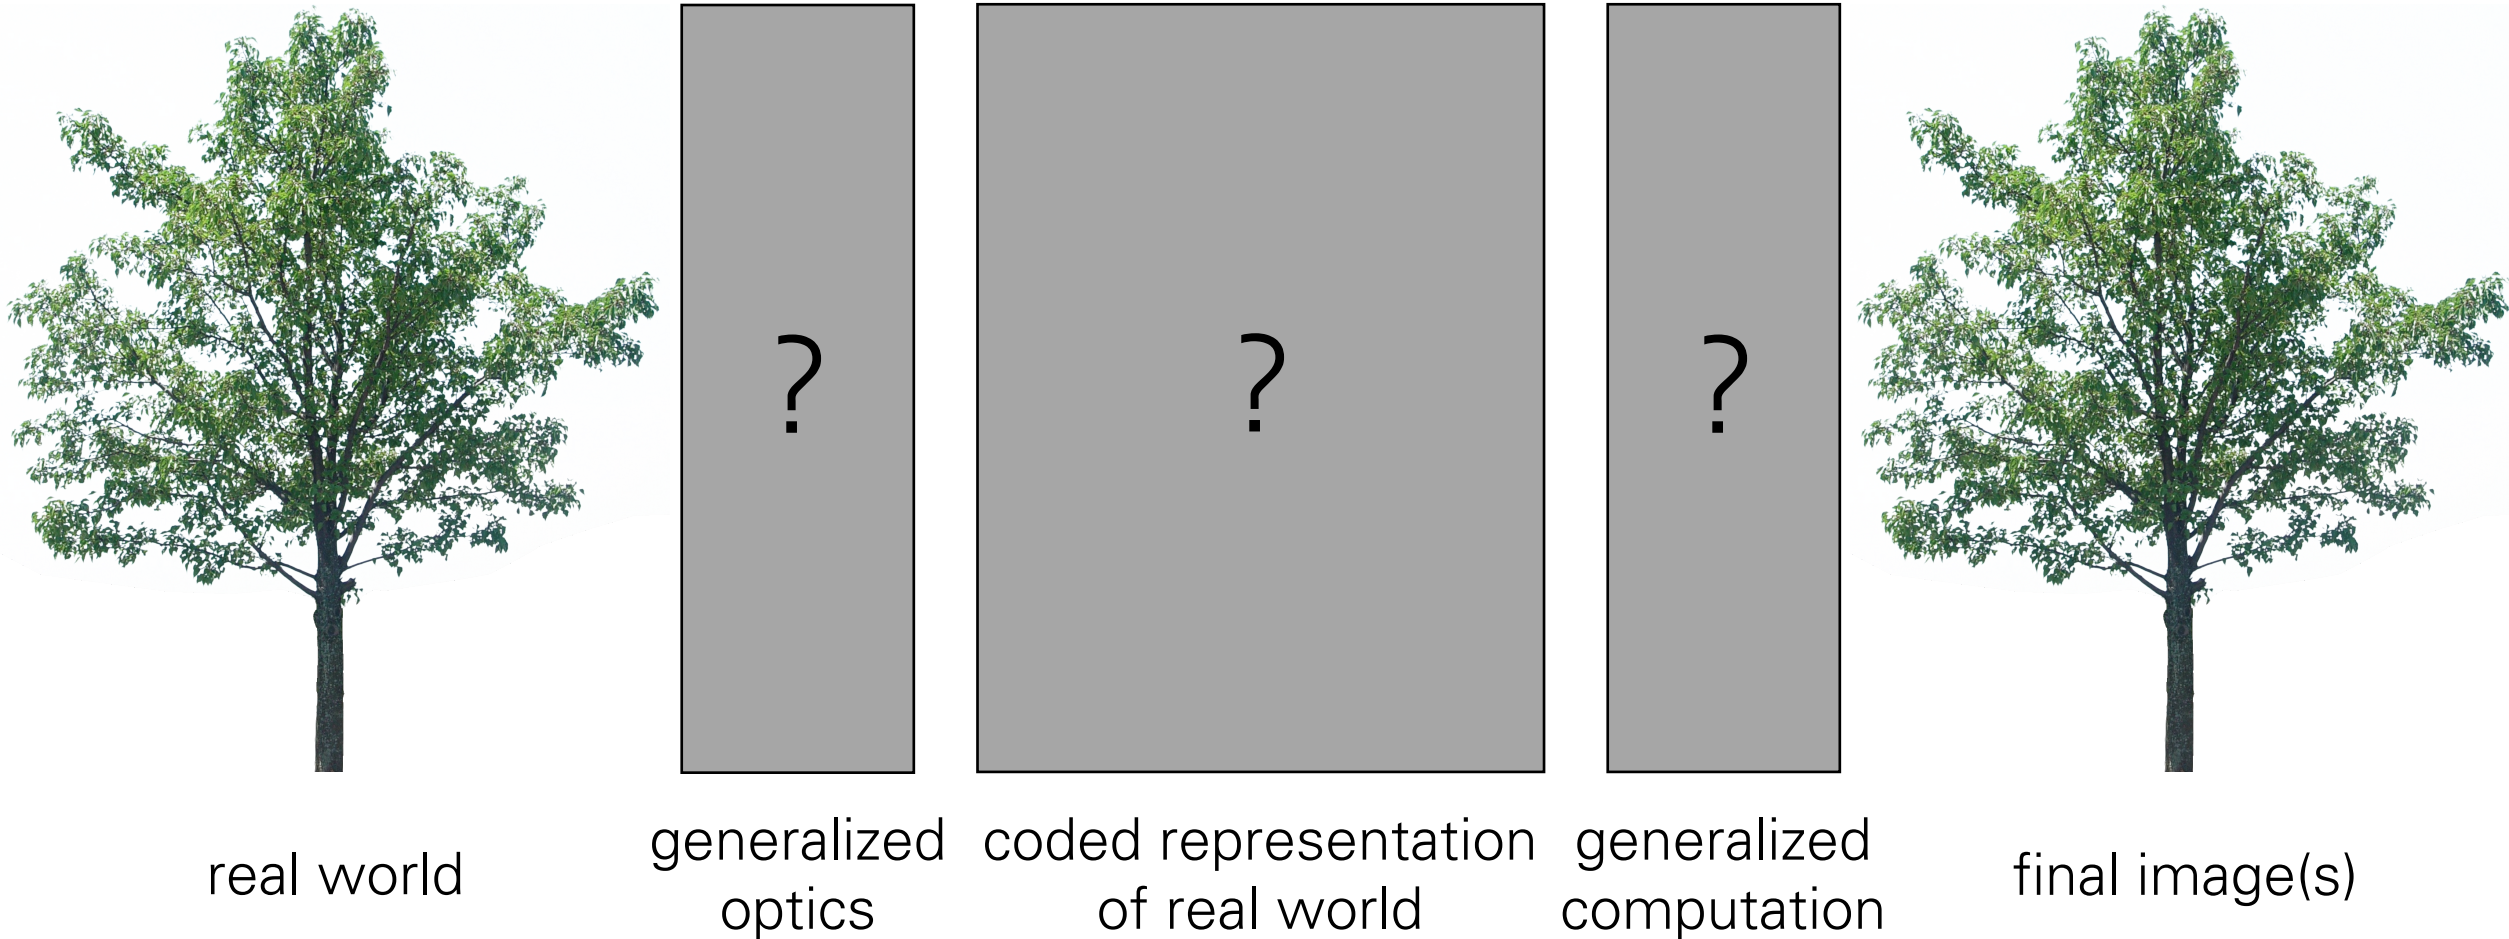 ?
?
?
real world
generalized
optics
coded representation
of real world
generalized
computation
final image(s)